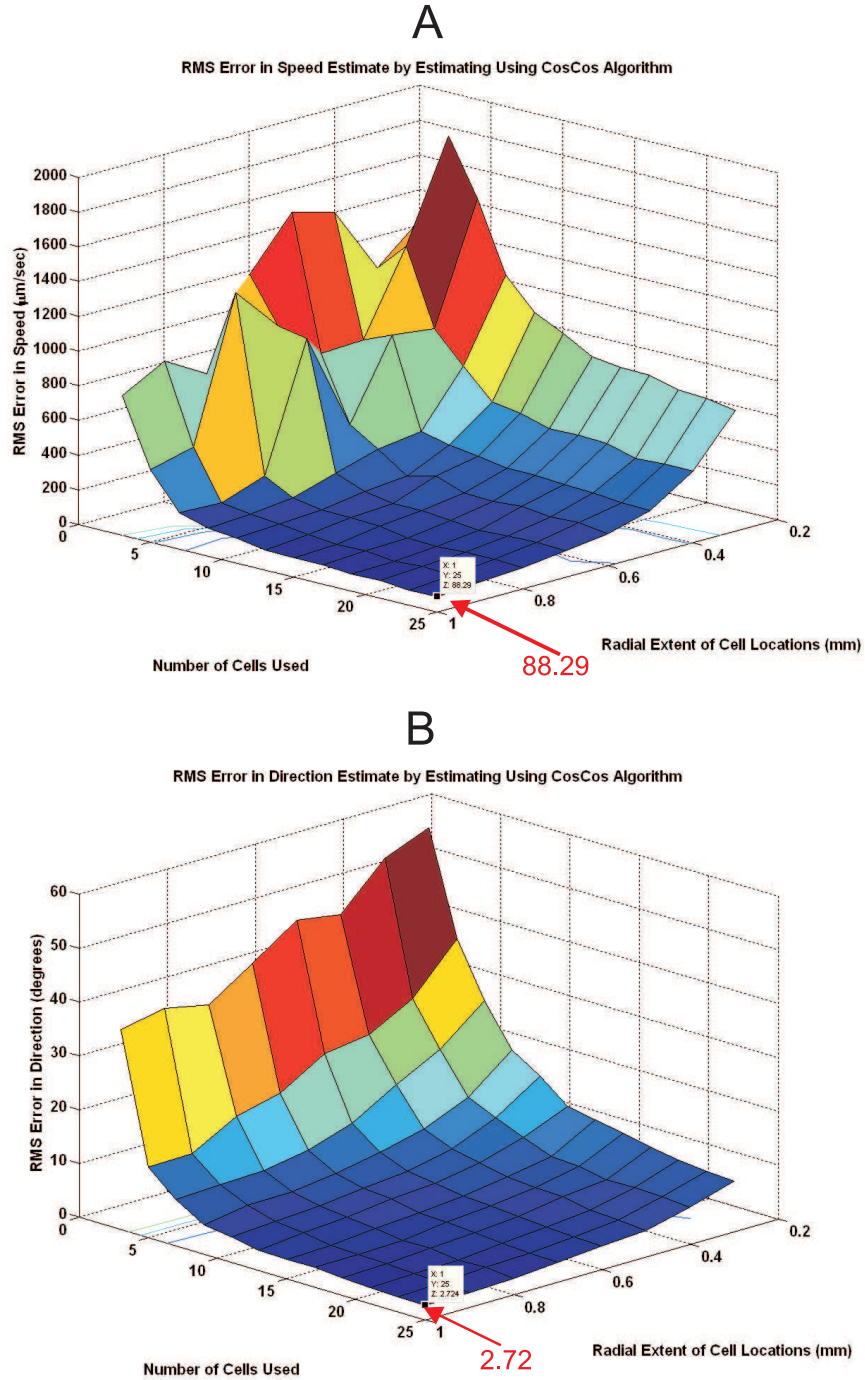 A
RMS Error in Speed Estimate by Estimating Using CosCos Algorithm
2000
1800
1600
1400
1200
1000
800
600
400
200
0
RMS Error in Speed (μm/sec)
0
5
10
15
20
25
Number of Cells Used
1
0.8
0.6
0.4
0.2
Radial Extent of Cell Locations (mm)
X: 1
Y: 25
Z: 88.29
88.29
B
RMS Error in Direction Estimate by Estimating Using CosCos Algorithm
60
50
40
30
20
10
0
RMS Error in Direction (degrees)
0
5
10
15
20
25
Number of Cells Used
1
0.8
0.6
0.4
0.2
Radial Extent of Cell Locations (mm)
X: 1
Y: 25
Z: 2.724
2.72